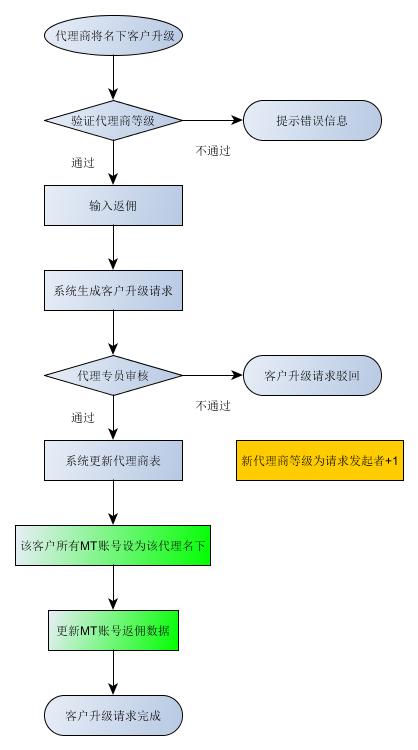 代理商将名下客户升级
验证代理商等级
提示错误信息
通过
不通过
输入返佣
系统生成客户升级请求
代理专员审核
客户升级请求驳回
通过
不通过
系统更新代理商表
新代理商等级为请求发起者+1
该客户所有MT账号设为该代理名下
更新MT账号返佣数据
客户升级请求完成